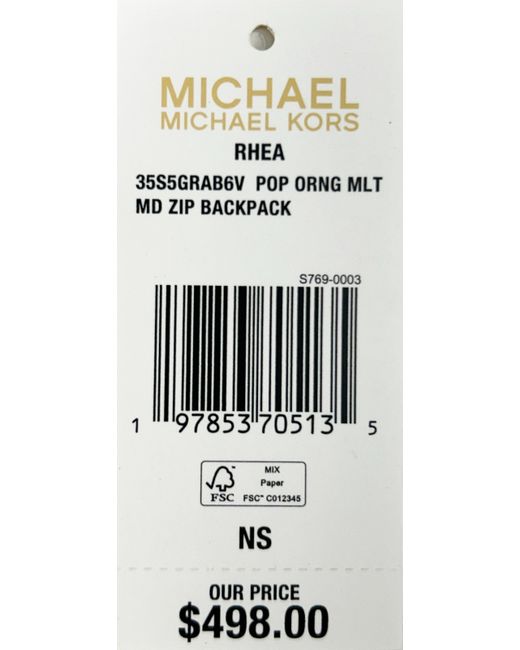 MICHAEL
MICHAEL KORS
RHEA
35S5GRAB6V POP ORNG MLT
MD ZIP BACKPACK
S769-0003
1 97853 70513 5
MIX
Paper
FSC™ C012345
FSC
NS
OUR PRICE
$498.00